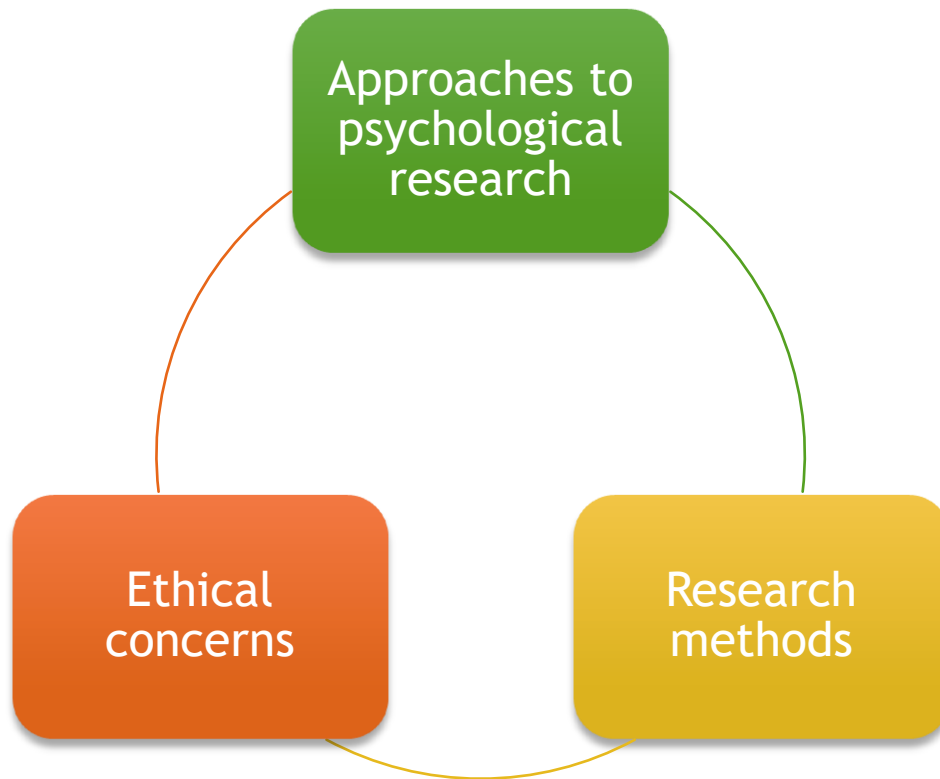 Approaches to
psychological
research
Ethical
concerns
Research
methods